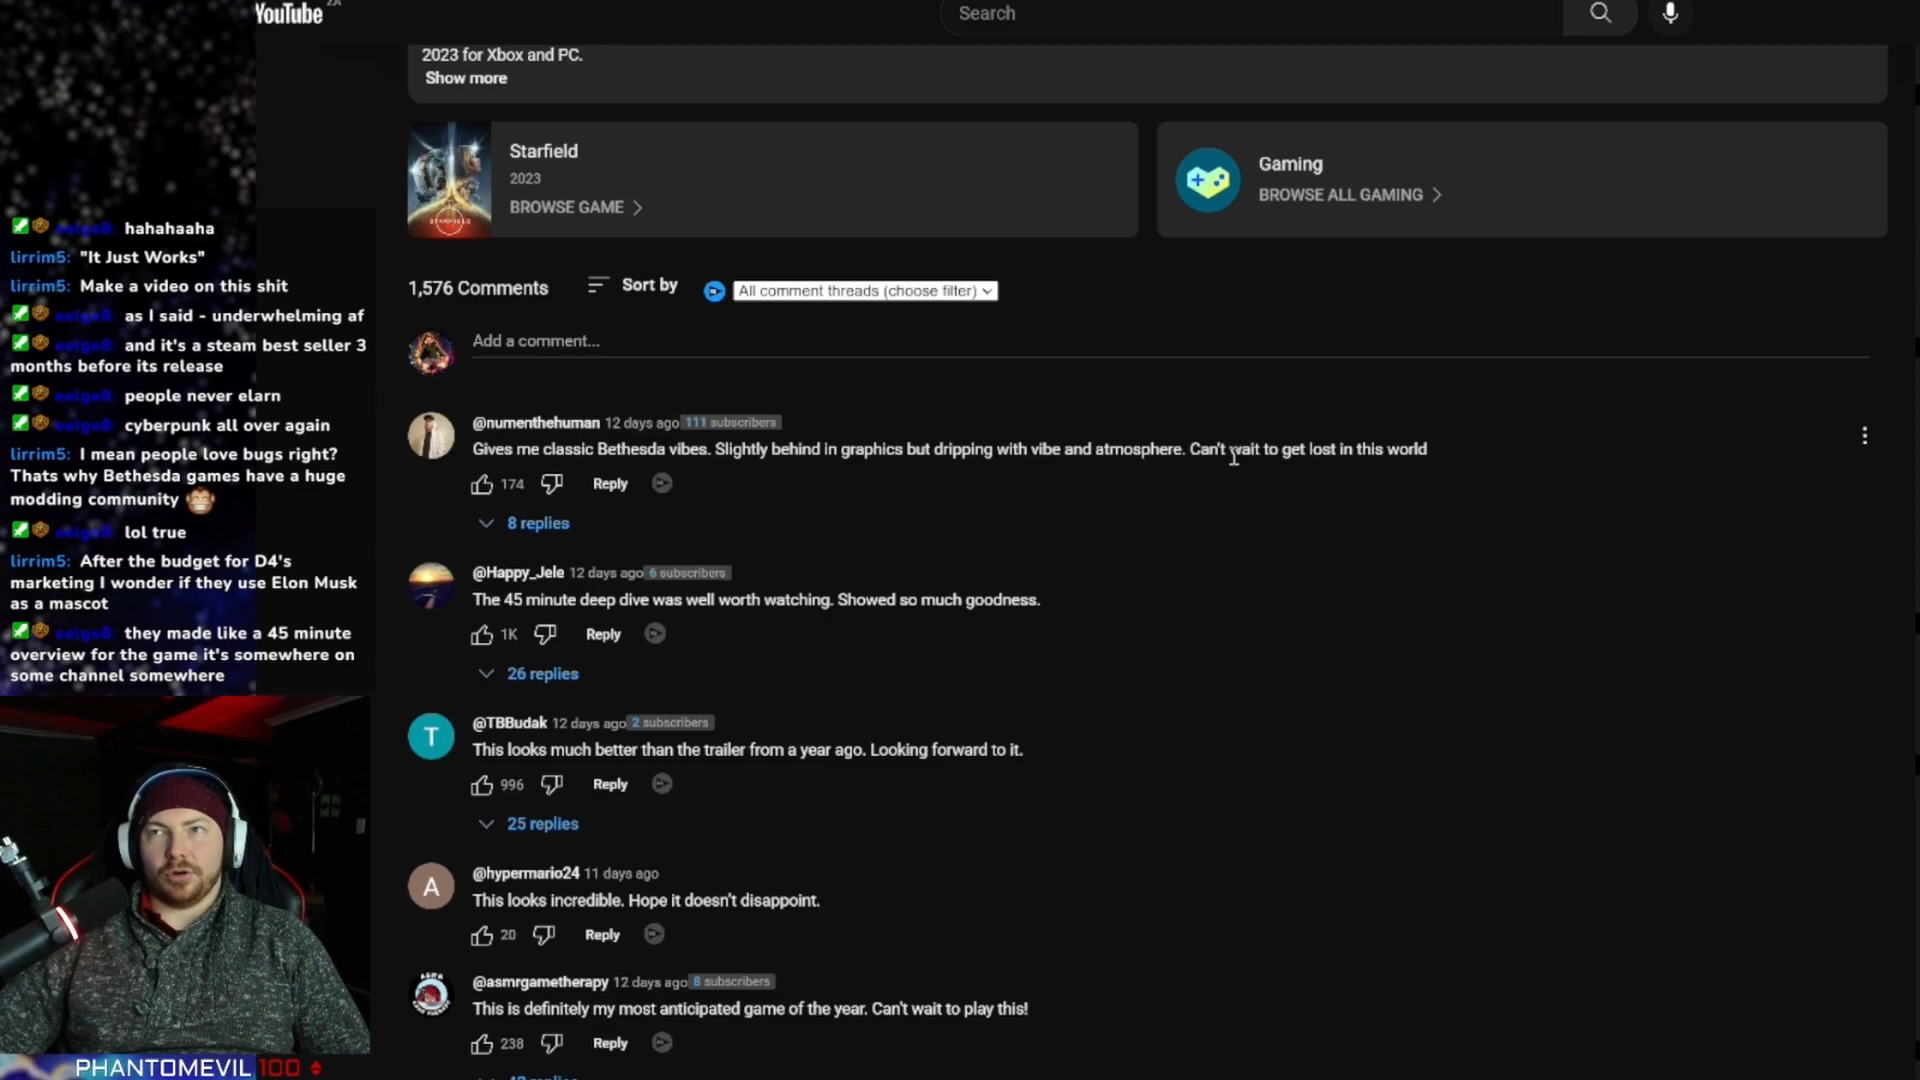 YouTube ZA
Search
2023 for Xbox and PC.
Show more
Starfield
2023
BROWSE GAME
STARFIELD
Gaming
BROWSE ALL GAMING
1,576 Comments
Sort by
All comment threads (choose filter)
Add a comment...
@numenthehuman 12 days ago 111 subscribers
Gives me classic Bethesda vibes. Slightly behind in graphics but dripping with vibe and atmosphere. Can't wait to get lost in this world
174 Reply
8 replies
@Happy_Jele 12 days ago 6 subscribers
The 45 minute deep dive was well worth watching. Showed so much goodness.
1K Reply
26 replies
@TBBudak 12 days ago 2 subscribers
T
This looks much better than the trailer from a year ago. Looking forward to it.
996 Reply
25 replies
@hypermario24 11 days ago
A
This looks incredible. Hope it doesn't disappoint.
20 Reply
@asmrgametherapy 12 days ago 8 subscribers
This is definitely my most anticipated game of the year. Can't wait to play this!
238 Reply
eelge8 hahahaaha
lirrim5: "It Just Works"
lirrim5: Make a video on this shit
eelge8 as I said - underwhelming af
eelge8 and it's a steam best seller 3
months before its release
eelge8 people never elarn
eelge8 cyberpunk all over again
lirrim5: I mean people love bugs right?
Thats why Bethesda games have a huge
modding community
eelge8 lol true
lirrim5: After the budget for D4's
marketing I wonder if they use Elon Musk
as a mascot
eelge8 they made like a 45 minute
overview for the game it's somewhere on
some channel somewhere
PHANTOMEVIL 100